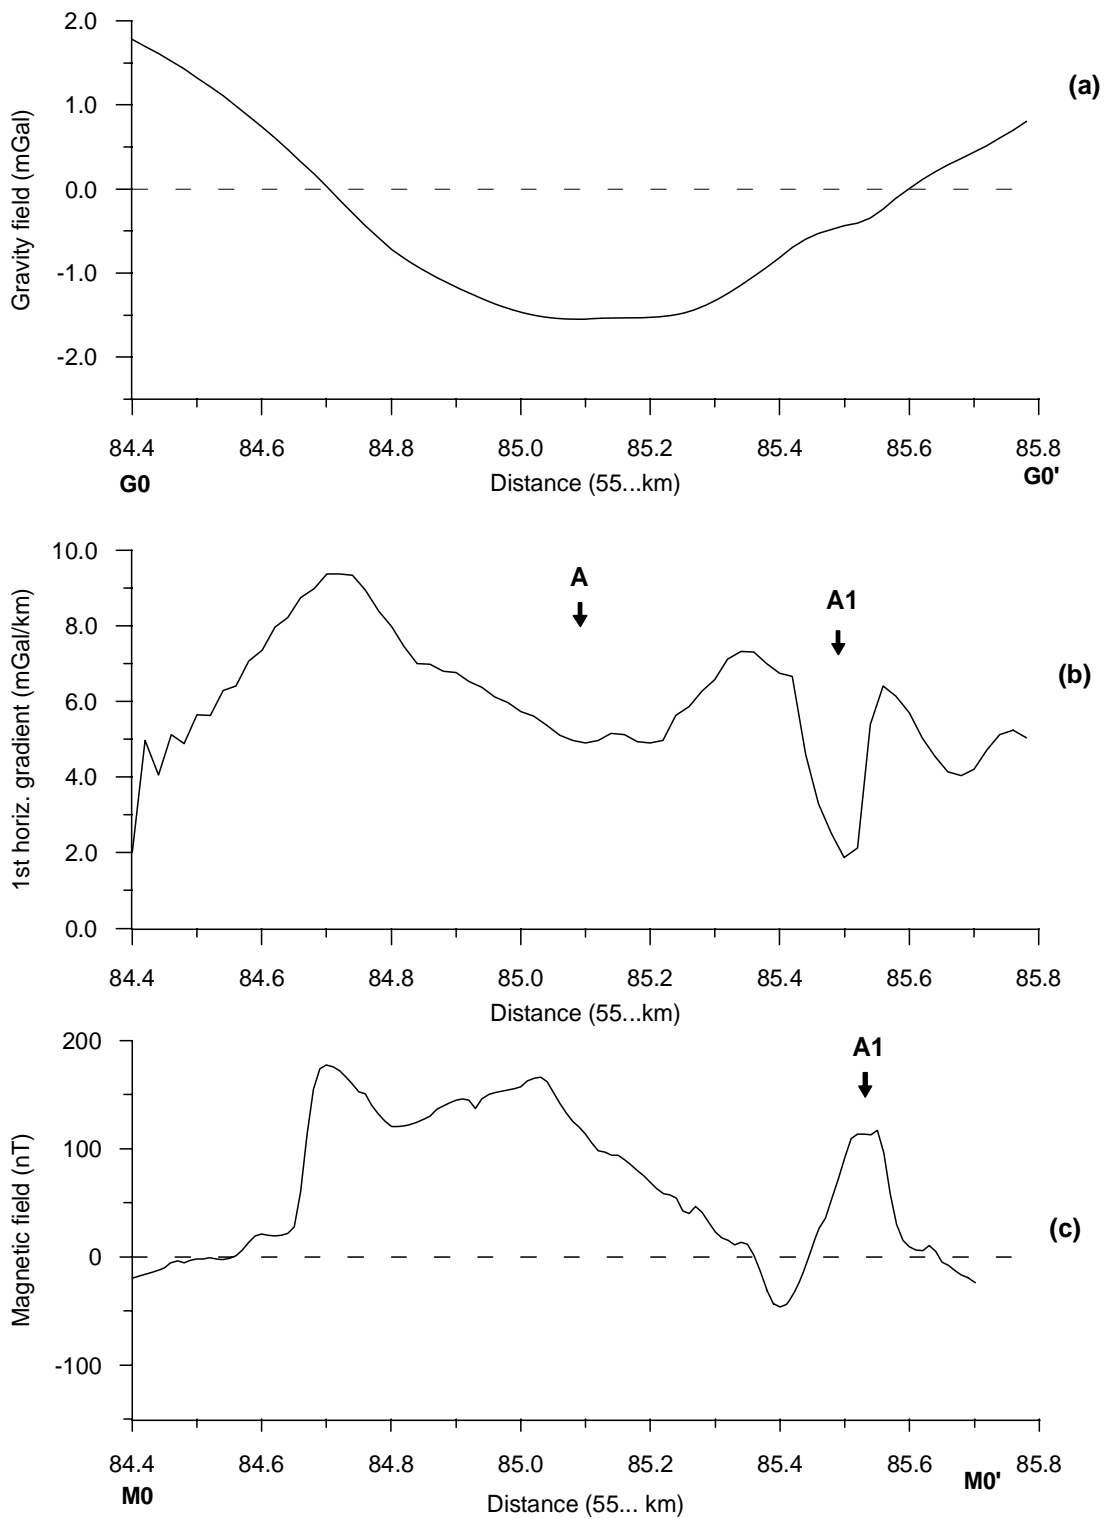 2.0
1.0
0.0
-1.0
-2.0
Gravity field (mGal)
(a)
84.4 84.6 84.8 85.0 85.2 85.4 85.6 85.8
G0 Distance (55...km) G0'
10.0
8.0
6.0
4.0
2.0
0.0
1st horiz. gradient (mGal/km)
A
A1
(b)
84.4 84.6 84.8 85.0 85.2 85.4 85.6 85.8
Distance (55...km)
200
100
0
-100
Magnetic field (nT)
A1
(c)
84.4 84.6 84.8 85.0 85.2 85.4 85.6 85.8
M0 Distance (55... km) M0'